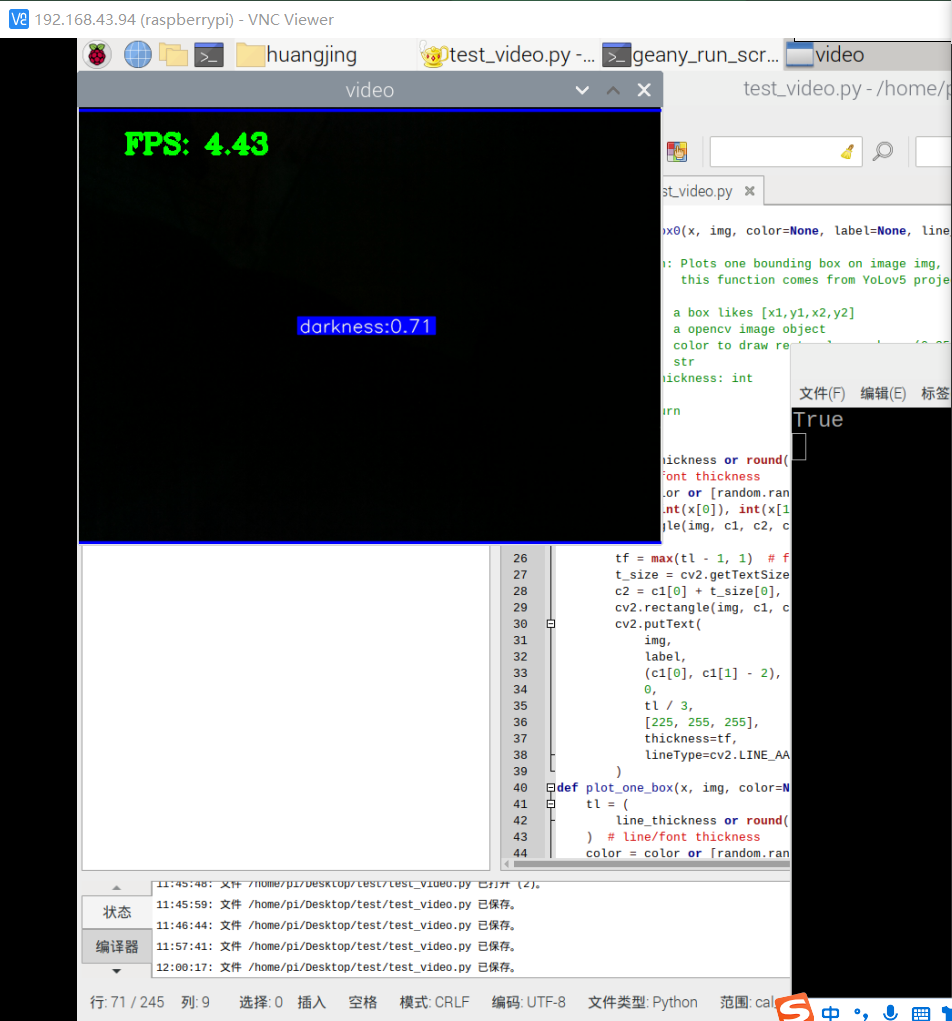 192.168.43.94 (raspberrypi) - VNC Viewer
huangjing
test_video.py -...
geany_run_scr...
video
video
test_video.py - /home/p
FPS: 4.43
darkness:0.71
st_video.py
ox0(x, img, color=None, label=None, line
n: Plots one bounding box on image img,
this function comes from YoLov5 proje
a box likes [x1,y1,x2,y2]
a opencv image object
color to draw
str
ickness: int
urn
文件(F) 编辑(E) 标签
True
ickness or round(
font thickness
lor or [random.ran
int(x[0]), int(x[1
gle(img, c1, c2, c
26 tf = max(tl - 1, 1) # f
27 t_size = cv2.getTextSize
28 c2 = c1[0] + t_size[0],
29 cv2.rectangle(img, c1, c
30 cv2.putText(
31 img,
32 label,
33 (c1[0], c1[1] - 2),
34 0,
35 tl / 3,
36 [225, 255, 255],
37 thickness=tf,
38 lineType=cv2.LINE_AA
39 )
40 def plot_one_box(x, img, color=N
41 tl = (
42 line_thickness or round(
43 ) # line/font thickness
44 color = color or [random.ran
状态
编译器
11:45:48: 文件 /home/pi/Desktop/test/test_video.py 已打开 (2)。
11:45:59: 文件 /home/pi/Desktop/test/test_video.py 已保存。
11:46:44: 文件 /home/pi/Desktop/test/test_video.py 已保存。
11:57:41: 文件 /home/pi/Desktop/test/test_video.py 已保存。
12:00:17: 文件 /home/pi/Desktop/test/test_video.py 已保存。
行: 71 / 245 列: 9 选择: 0 插入 空格 模式: CRLF 编码: UTF-8 文件类型: Python 范围: cal
中